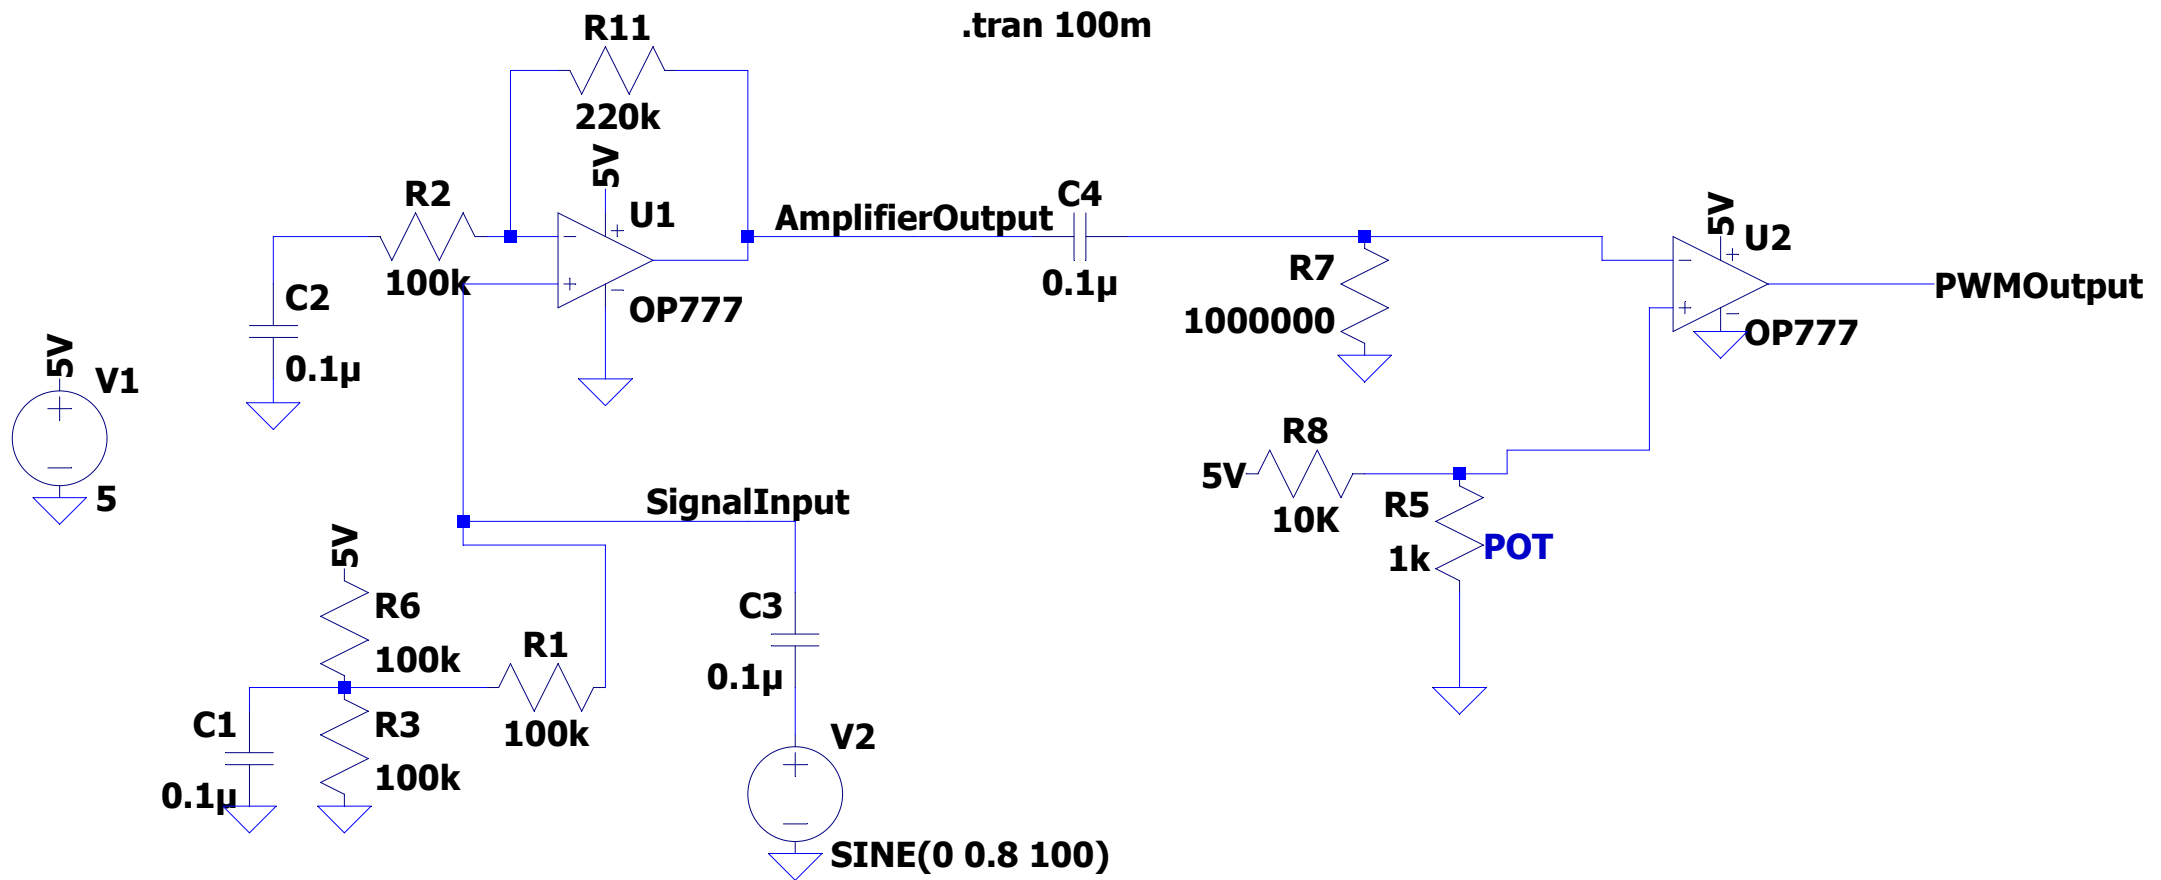 .tran 100m
R11
220k
5V
R2
100k
U1
OP777
AmplifierOutput
C4
0.1µ
C2
0.1µ
R7
1000000
5V
U2
OP777
PWMOutput
5V
V1
5
R8
5V
10K
R5
1k
POT
SignalInput
5V
R6
100k
R1
100k
C3
0.1µ
C1
0.1µ
R3
100k
V2
SINE(0 0.8 100)